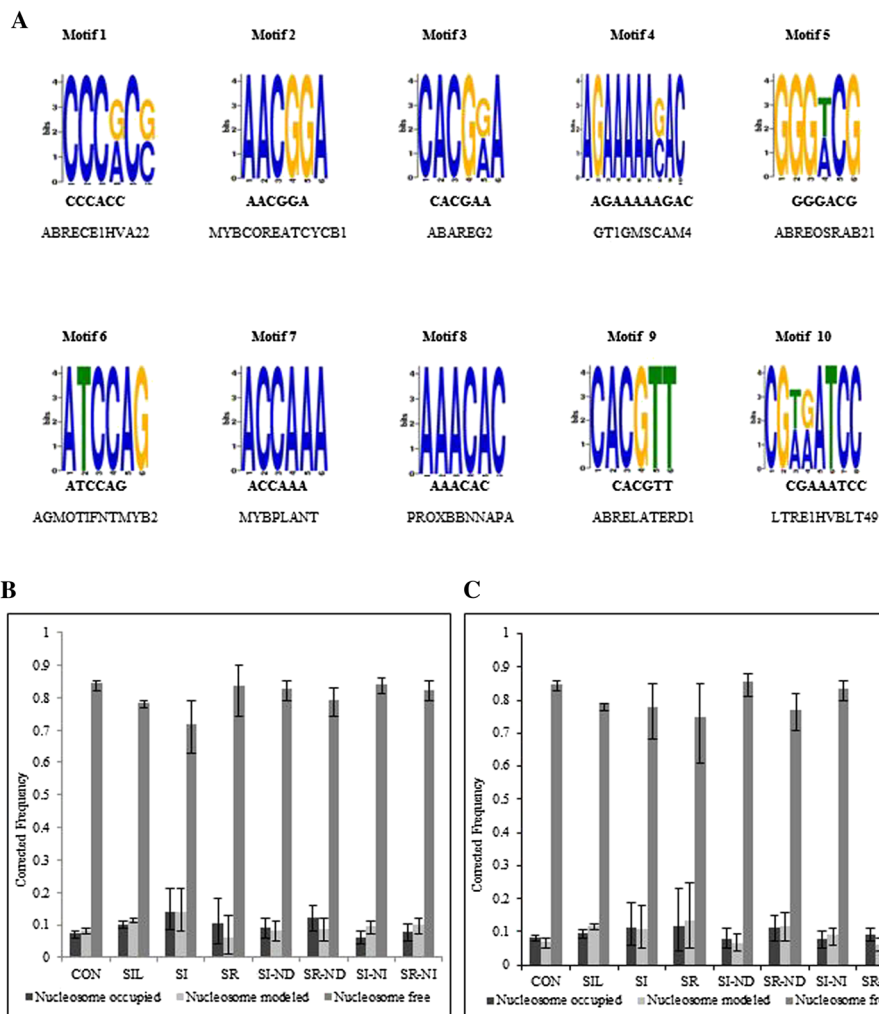 A
Motif 1
Motif 2
Motif 3
Motif 4
Motif 5
CCCACC
AACGGA
CACGAA
AGAAAAAGAC
GGGACG
ABRECE1HVA22
MYBCOREATCYCB1
ABAREG2
GT1GMSCAM4
ABREOSRAB21
Motif 6
Motif 7
Motif 8
Motif 9
Motif 10
ATCCAG
ACCAAA
AAACAC
CACGTT
CGAAATCC
AGMOTIFNTMYB2
MYBPLANT
PROXBBNNAPA
ABRELATERD1
LTRE1HVBLT49
B
Corrected Frequency
1
0.9
0.8
0.7
0.6
0.5
0.4
0.3
0.2
0.1
0
CON SIL SI SR SI-ND SR-ND SI-NI SR-NI
Nucleosome occupied Nucleosome modeled Nucleosome free
C
Corrected Frequency
1
0.9
0.8
0.7
0.6
0.5
0.4
0.3
0.2
0.1
0
CON SIL SI SR SI-ND SR-ND SI-NI SR-
Nucleosome occupied Nucleosome modeled Nucleosome fre